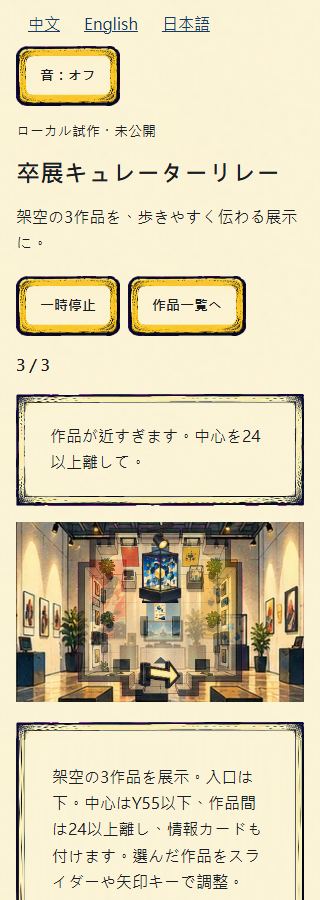 中文 English 日本語
音：オフ
ローカル試作・未公開
卒展キュレーターリレー
架空の3作品を、歩きやすく伝わる展示
に。
一時停止 作品一覧へ
3 / 3
作品が近すぎます。中心を24
以上離して。
架空の3作品を展示。入口は
下。中心はY55以下、作品間
は24以上離し、情報カードも
付けます。選んだ作品をスラ
イダーや矢印キーで調整。